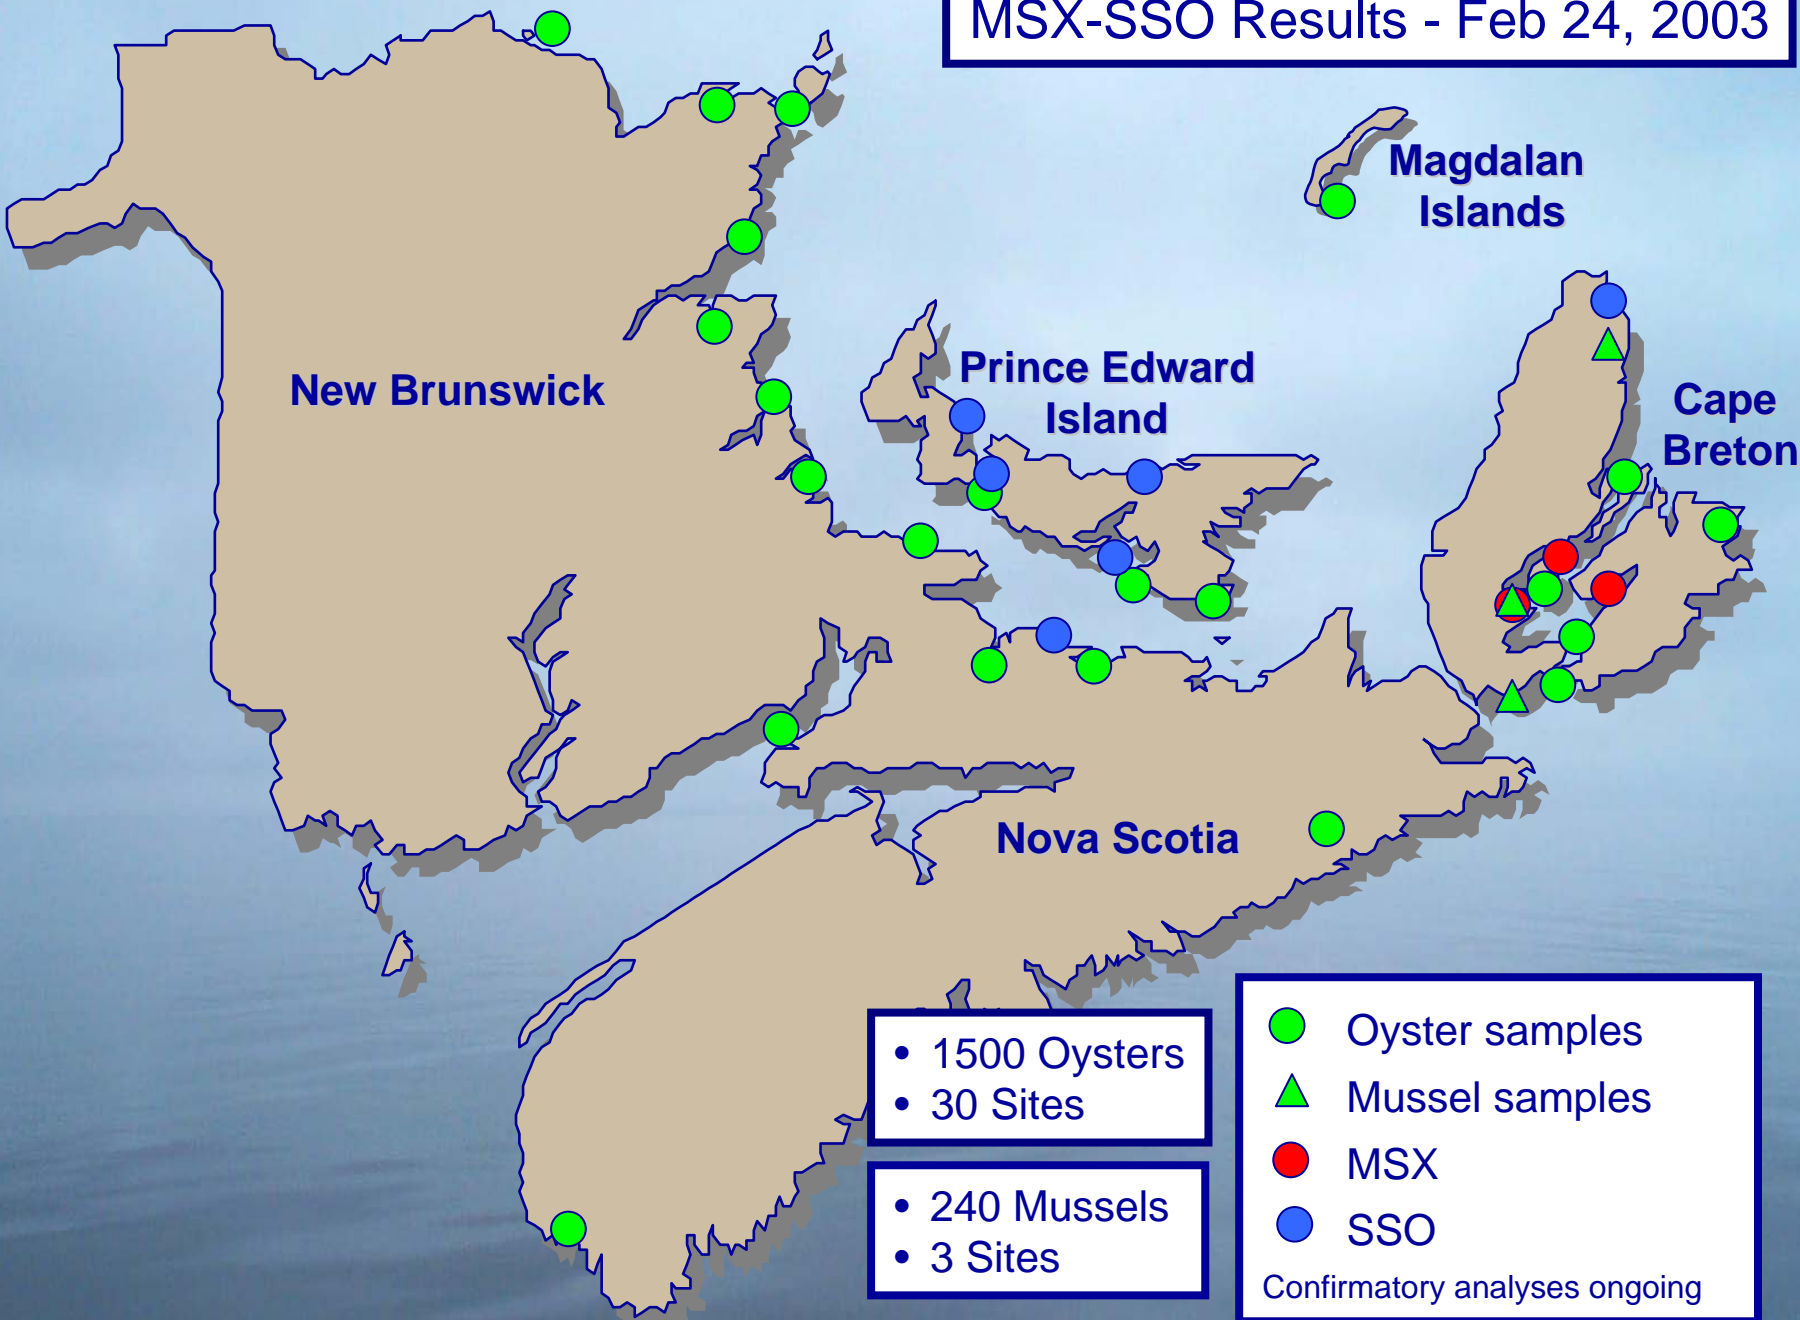 MSX-SSO Results - Feb 24, 2003
Magdalan
Islands
New Brunswick
Prince Edward
Island
Cape
Breton
Nova Scotia
• 1500 Oysters
• 30 Sites
• 240 Mussels
• 3 Sites
Oyster samples
Mussel samples
MSX
SSO
Confirmatory analyses ongoing